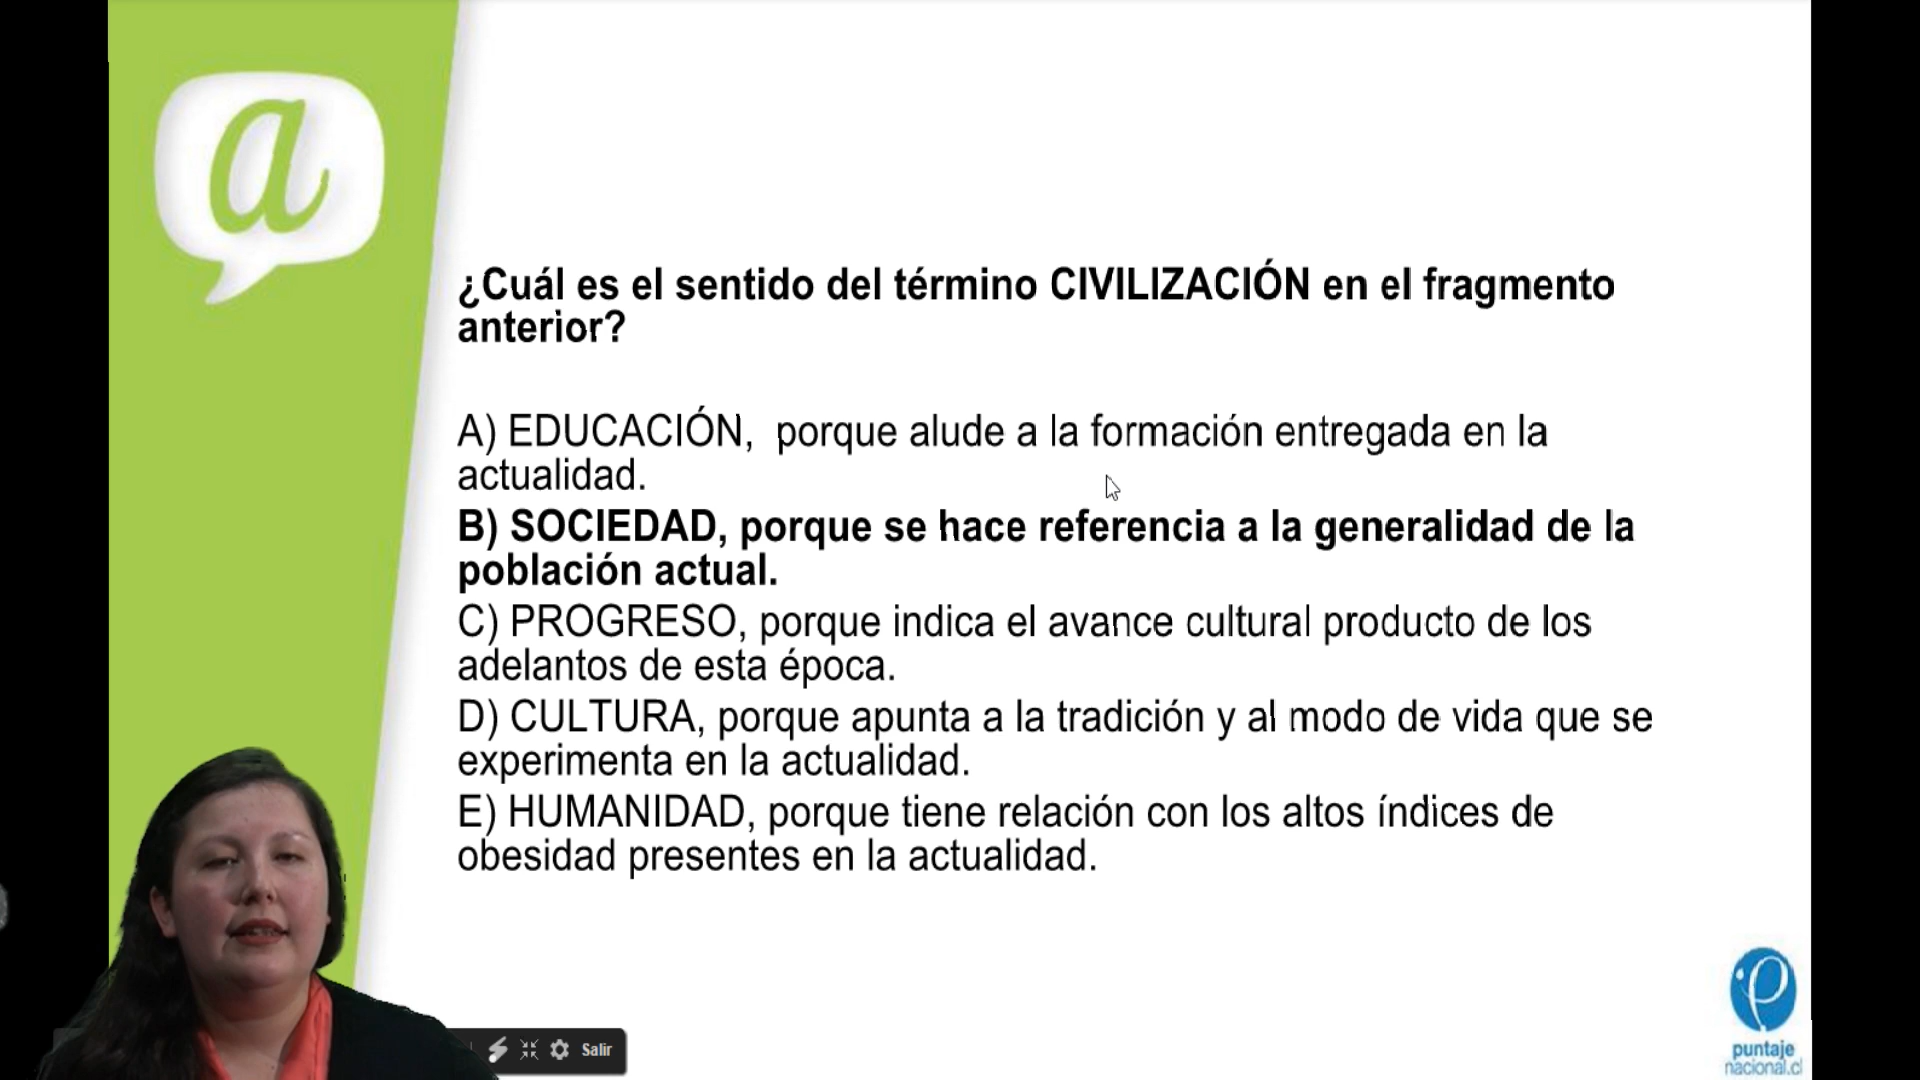 a
¿Cuál es el sentido del término CIVILIZACIÓN en el fragmento
anterior?
A) EDUCACIÓN, porque alude a la formación entregada en la
actualidad.
B) SOCIEDAD, porque se hace referencia a la generalidad de la
población actual.
C) PROGRESO, porque indica el avance cultural producto de los
adelantos de esta época.
D) CULTURA, porque apunta a la tradición y al modo de vida que se
experimenta en la actualidad.
E) HUMANIDAD, porque tiene relación con los altos índices de
obesidad presentes en la actualidad.
Salir
puntaje
nacional.cl